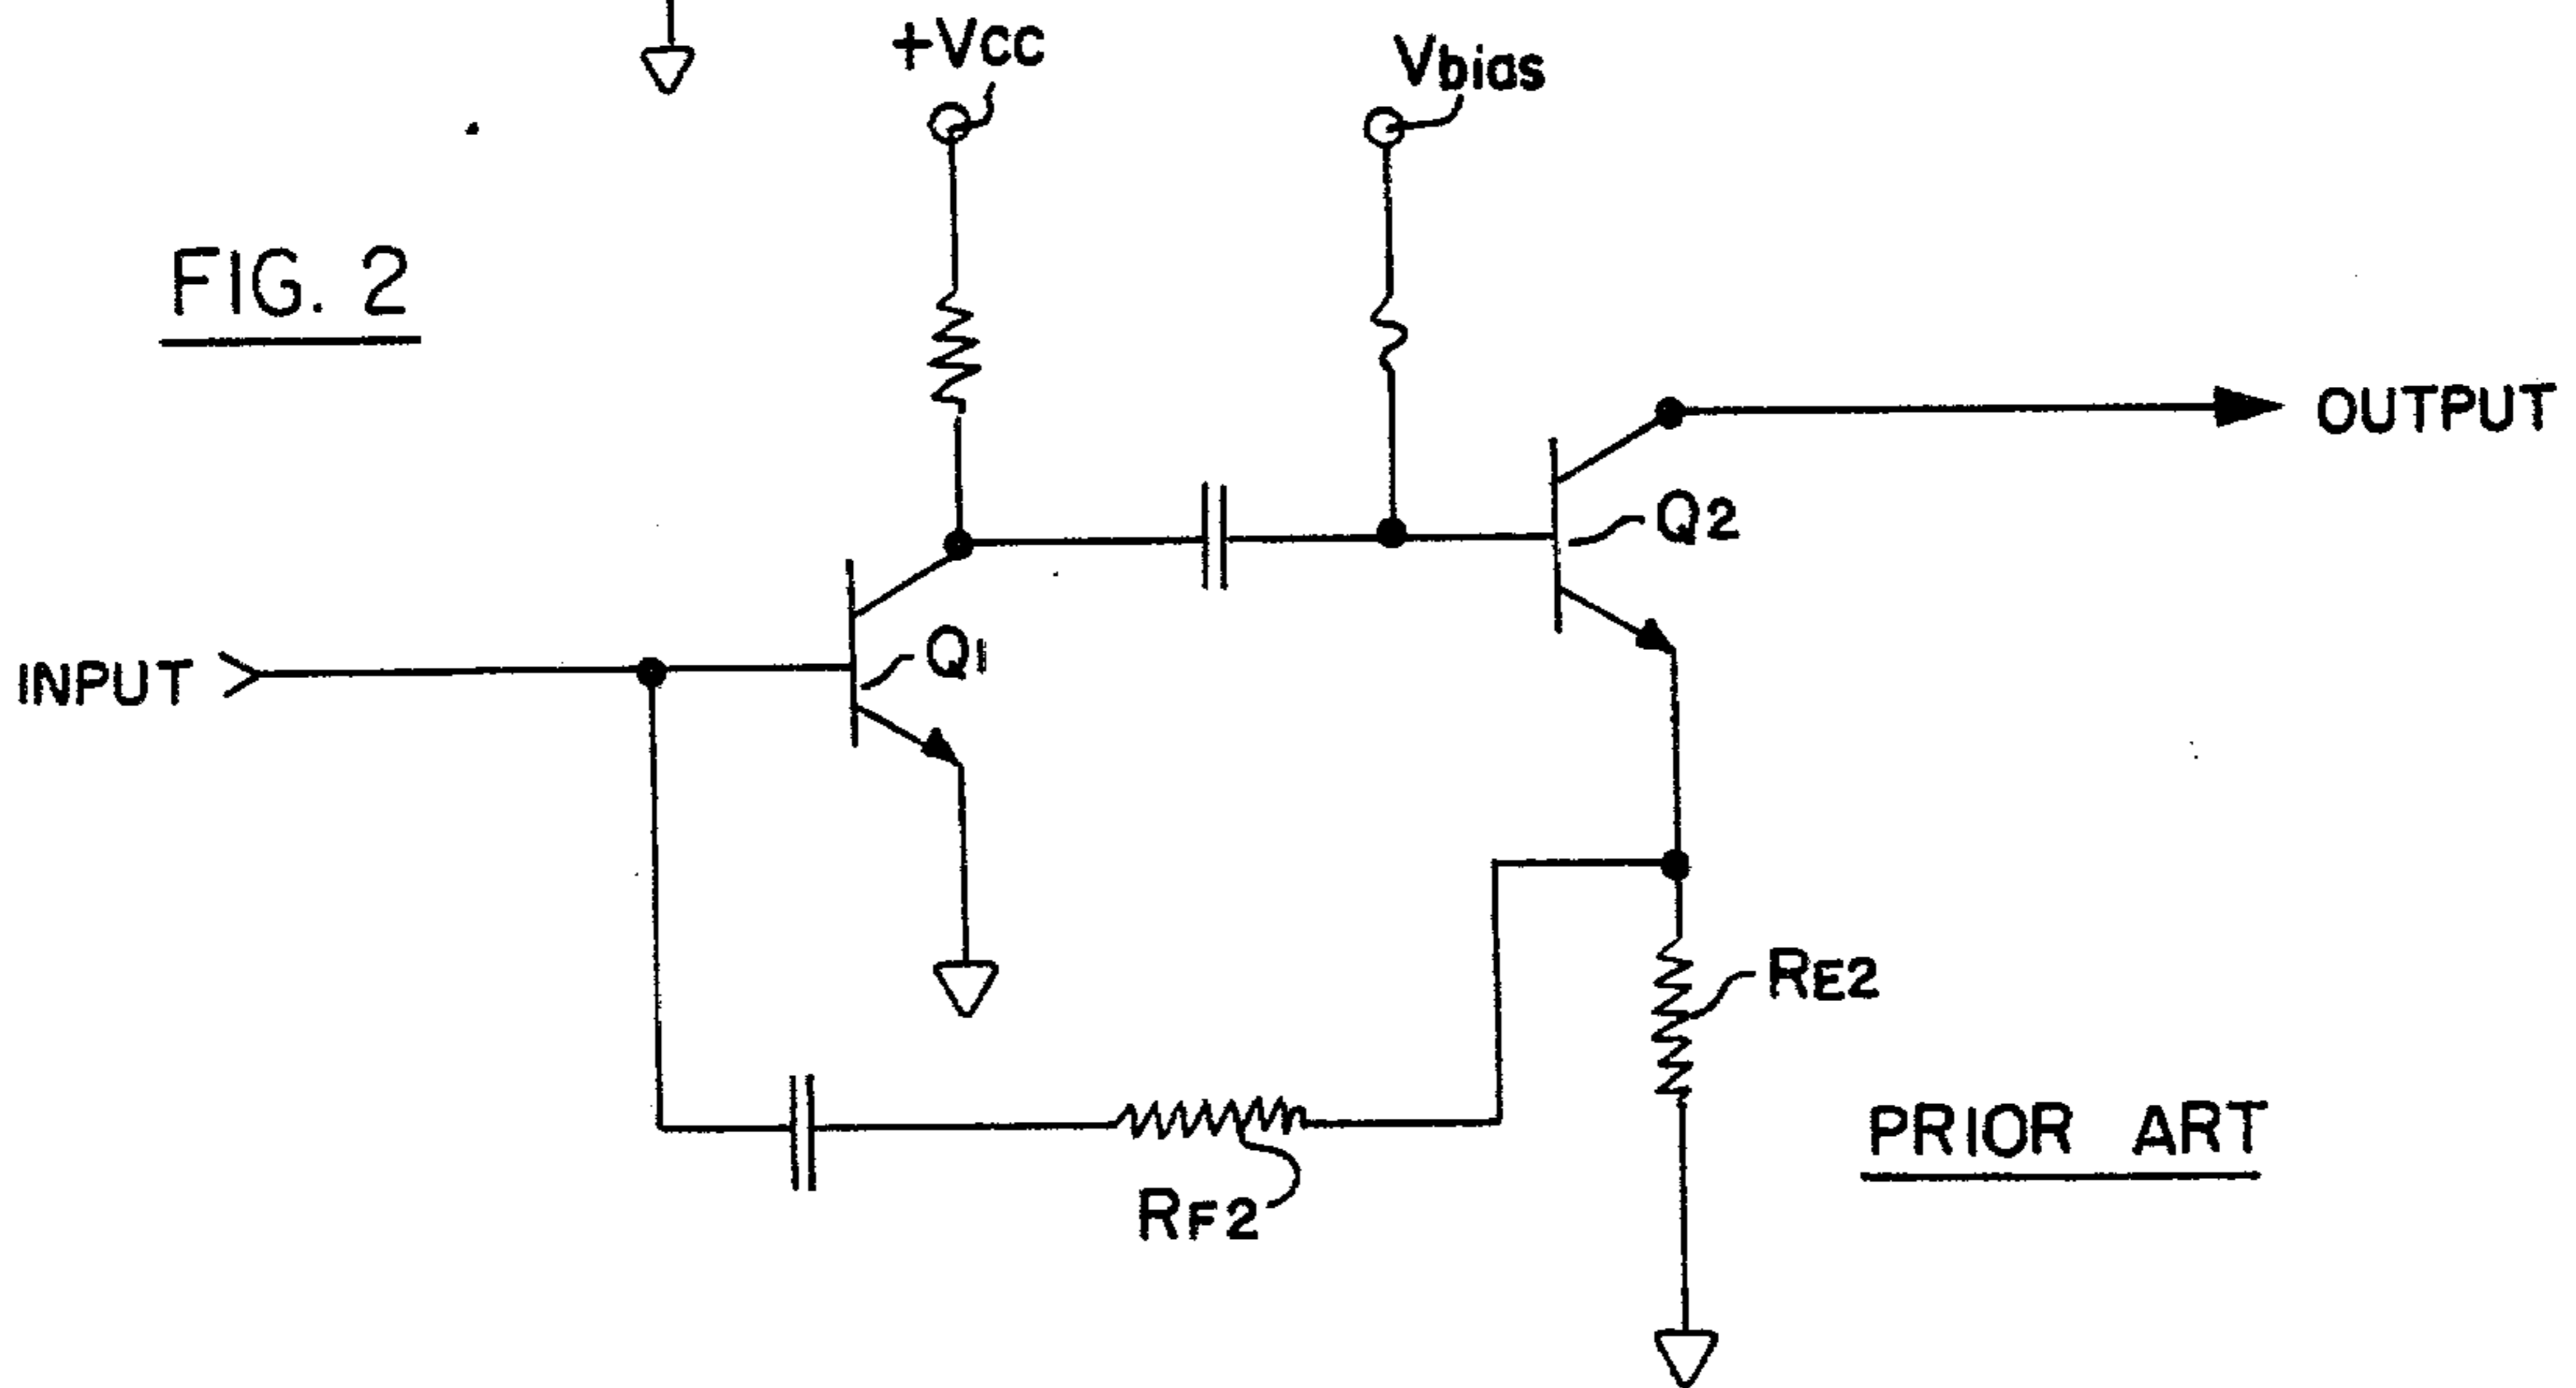 +Vcc
Vbias
FIG. 2
OUTPUT
Q2
INPUT
Q1
RE2
PRIOR ART
RF2